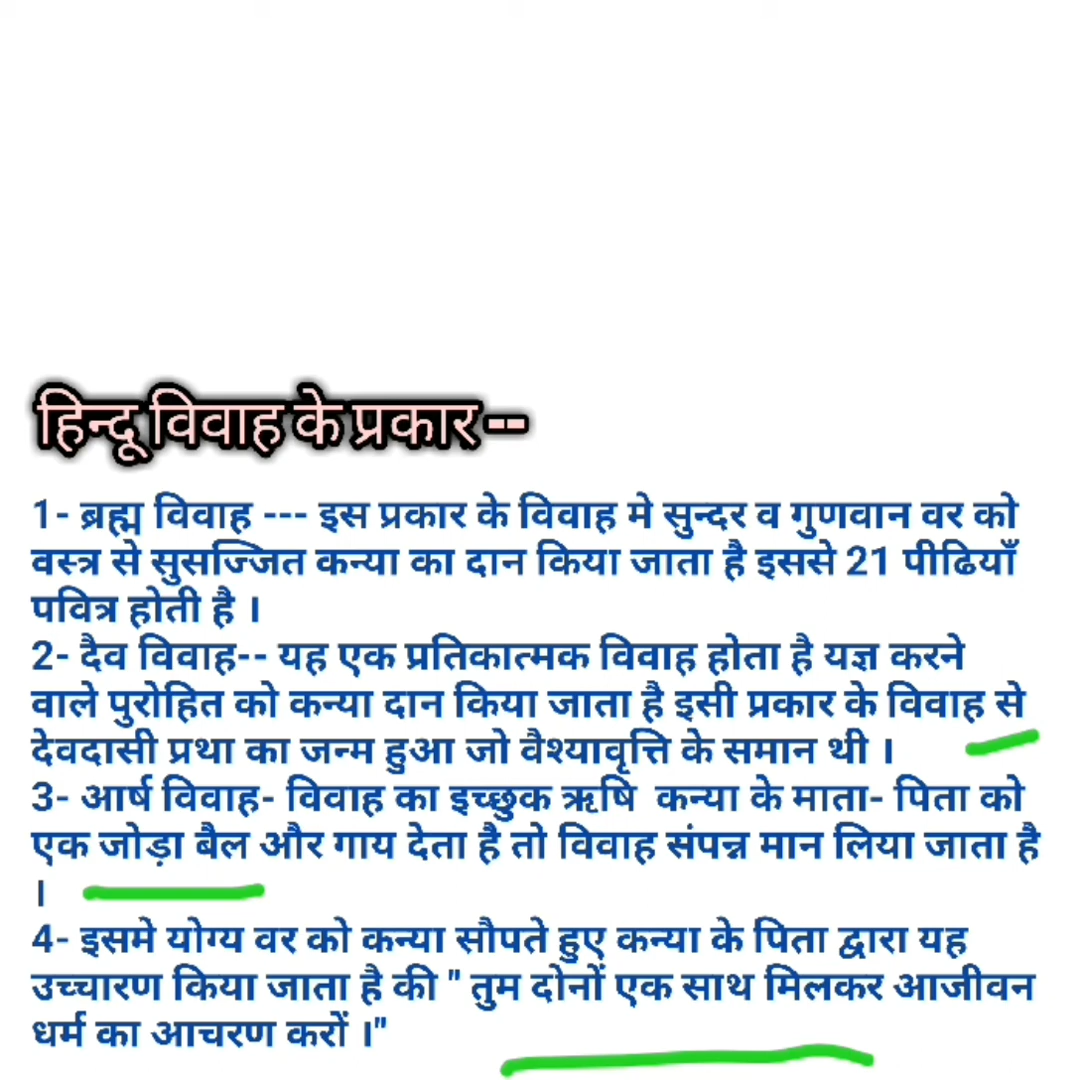 हिन्दू विवाह के प्रकार --
1- ब्रह्म विवाह --- इस प्रकार के विवाह मे सुन्दर व गुणवान वर को
वस्त्र से सुसज्जित कन्या का दान किया जाता है इससे 21 पीढियाँ
पवित्र होती है ।
2- दैव विवाह-- यह एक प्रतिकात्मक विवाह होता है यज्ञ करने
वाले पुरोहित को कन्या दान किया जाता है इसी प्रकार के विवाह से
देवदासी प्रथा का जन्म हुआ जो वैश्यावृत्ति के समान थी ।
3- आर्ष विवाह- विवाह का इच्छुक ऋषि कन्या के माता- पिता को
एक जोड़ा बैल और गाय देता है तो विवाह संपन्न मान लिया जाता है
।
4- इसमे योग्य वर को कन्या सौपते हुए कन्या के पिता द्वारा यह
उच्चारण किया जाता है की " तुम दोनों एक साथ मिलकर आजीवन
धर्म का आचरण करों ।"